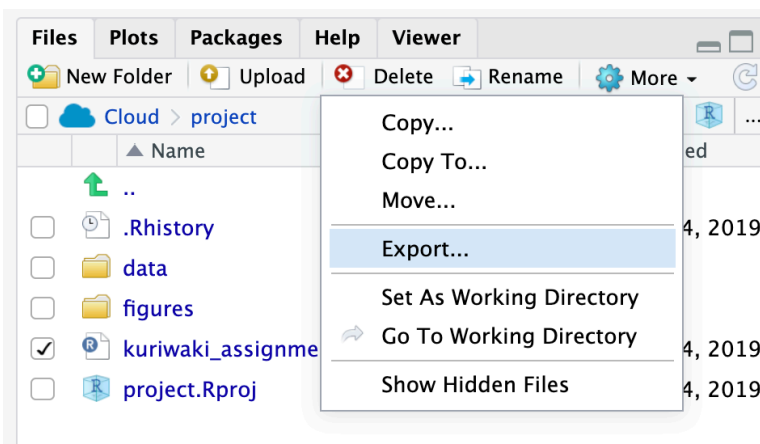 Files Plots Packages Help Viewer
New Folder Upload Delete Rename More
Cloud > project R ...
Name ed
..
.Rhistory 4, 2019
data
figures
kuriwaki_assignme 4, 2019
project.Rproj 4, 2019
Copy...
Copy To...
Move...
Export...
Set As Working Directory
Go To Working Directory
Show Hidden Files